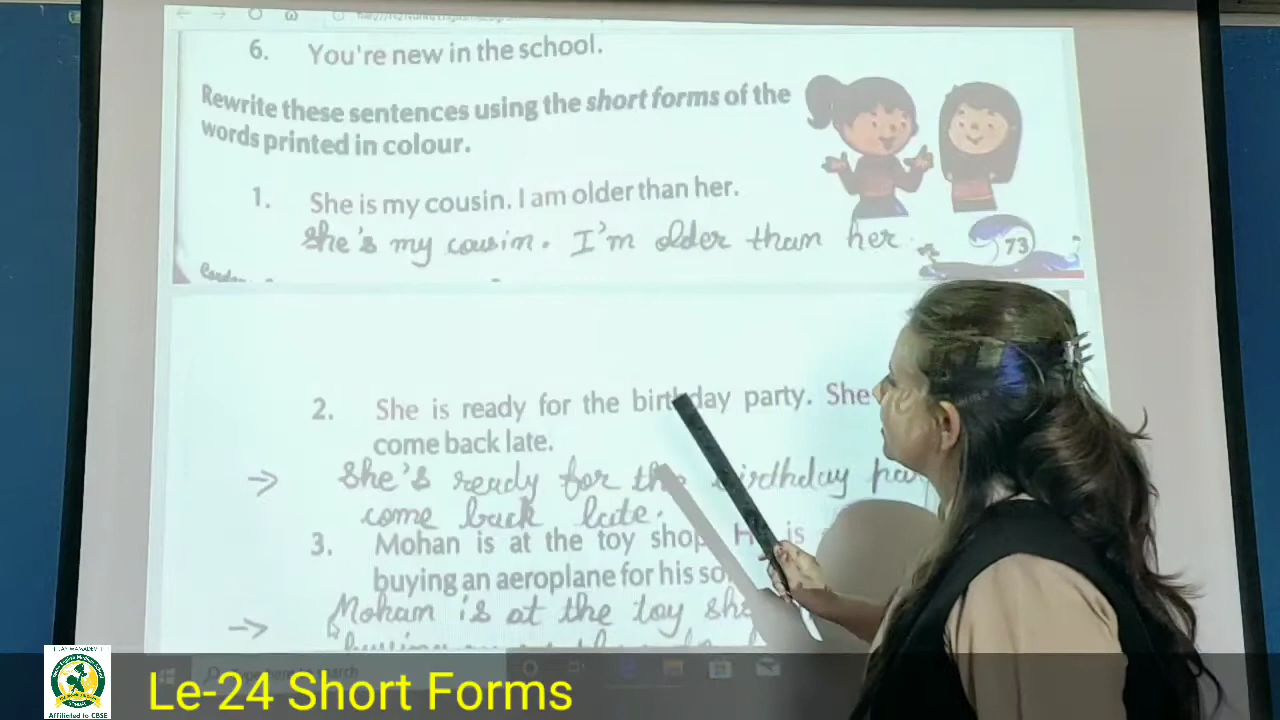 6. You're new in the school.
Rewrite these sentences using the short forms of the
words printed in colour.
1. She is my cousin. I am older than her.
She's my cousin. I'm older than her.
73
2. She is ready for the birthday party. She
come back late.
→ She's ready for the birthday
come back late.
3. Mohan is at the toy shop. He is
buying an aeroplane for his
→ Mohan is at the toy
Le-24 Short Forms
Affilieted to CBSE